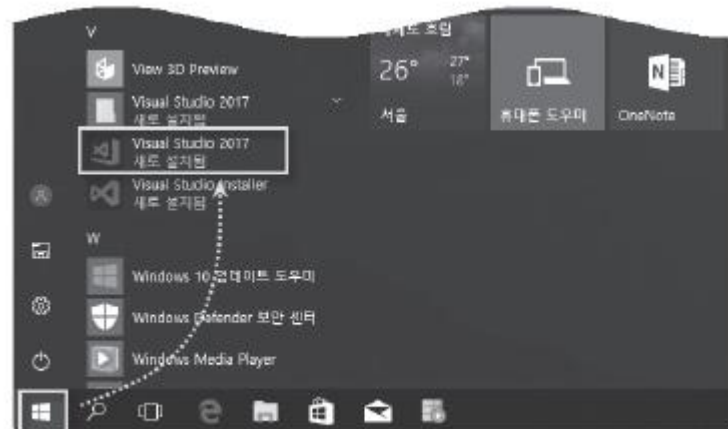 V
View 3D Preview
Visual Studio 2017
새로 설치됨
Visual Studio 2017
새로 설치됨
Visual Studio Installer
새로 설치됨
W
Windows 10 업데이트 도우미
Windows Defender 보안 센터
Windows Media Player
흐림
26°
27°
18°
서울
휴대폰 도우미
OneNote